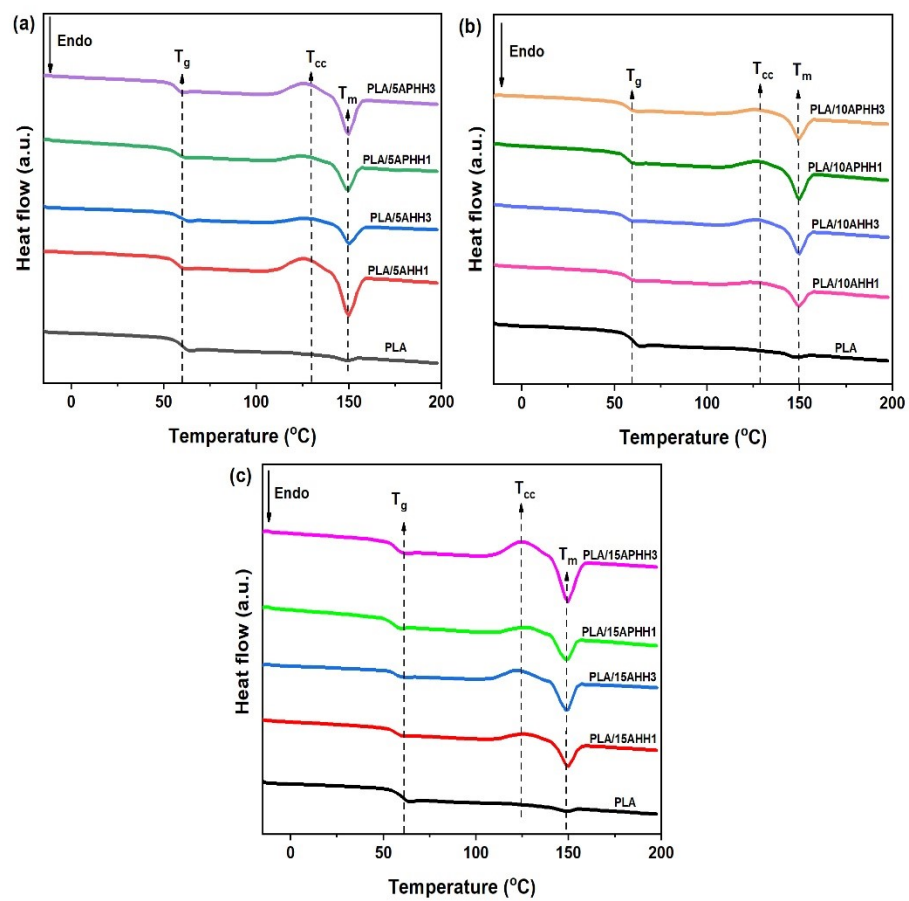 (a)
Endo
Tg
Tcc
Tm
PLA/5APHH3
PLA/5APHH1
PLA/5AHH3
PLA/5AHH1
PLA
Heat flow (a.u.)
0 50 100 150 200
Temperature (°C)
(b)
Endo
Tg
Tcc
Tm
PLA/10APHH3
PLA/10APHH1
PLA/10AHH3
PLA/10AHH1
PLA
Heat flow (a.u.)
0 50 100 150 200
Temperature (°C)
(c)
Endo
Tg
Tcc
Tm
PLA/15APHH3
PLA/15APHH1
PLA/15AHH3
PLA/15AHH1
PLA
Heat flow (a.u.)
0 50 100 150 200
Temperature (°C)